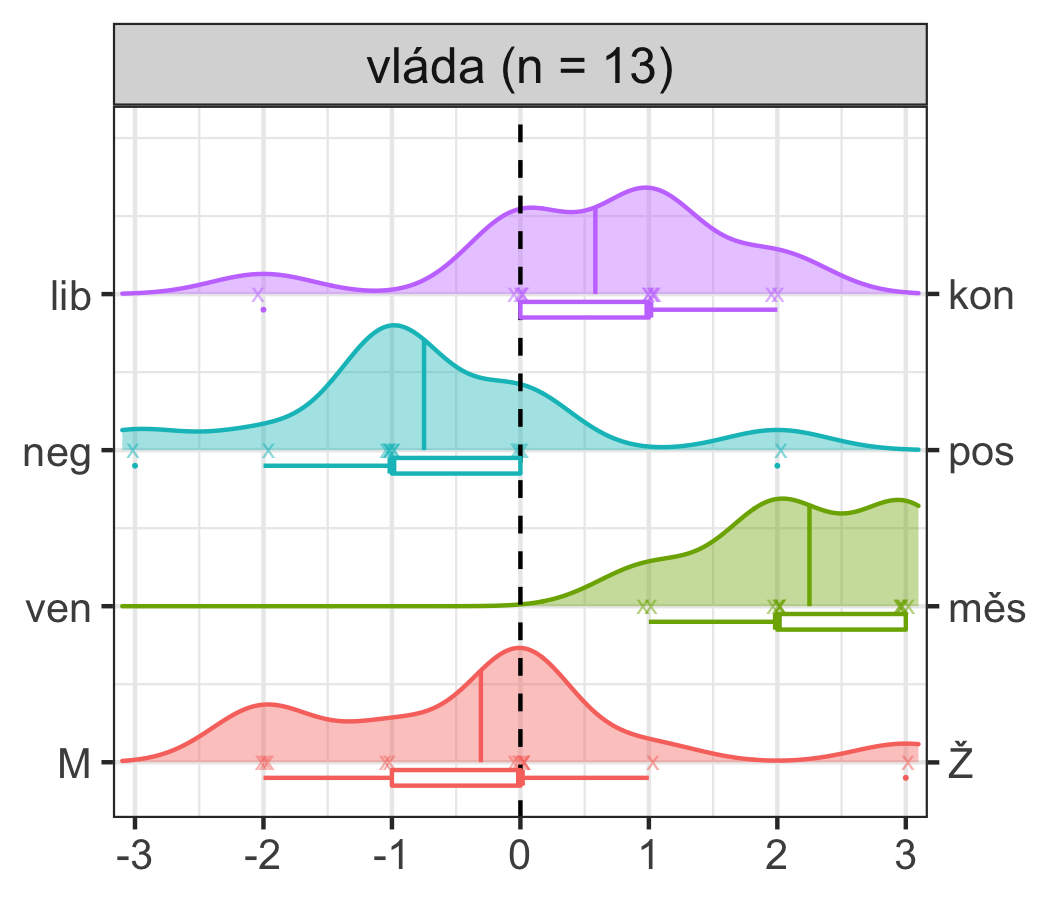 vláda (n = 13)
lib kon
neg pos
ven měs
M Ž
-3 -2 -1 0 1 2 3